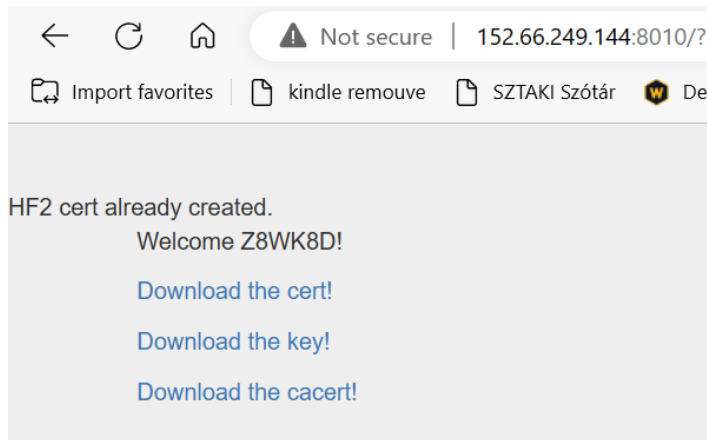 Not secure | 152.66.249.144:8010/?
Import favorites kindle remouve SZTAKI Szótár De
HF2 cert already created.
Welcome Z8WK8D!
Download the cert!
Download the key!
Download the cacert!